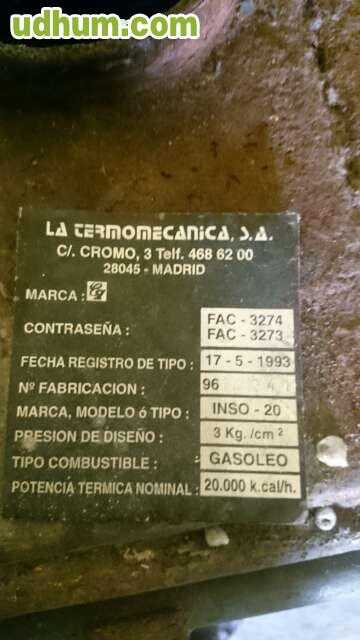 udhum.com
LA TERMOMECANICA, S.A.
C/. CROMO, 3 Telf. 468 62 00
28045 - MADRID
MARCA :
CONTRASEÑA : FAC - 3274
FAC - 3273
FECHA REGISTRO DE TIPO : 17 - 5 - 1993
Nº FABRICACION : 96
MARCA, MODELO ó TIPO : INSO - 20
PRESION DE DISEÑO : 3 Kg./cm²
TIPO COMBUSTIBLE : GASOLEO
POTENCIA TERMICA NOMINAL : 20.000 k.cal/h.